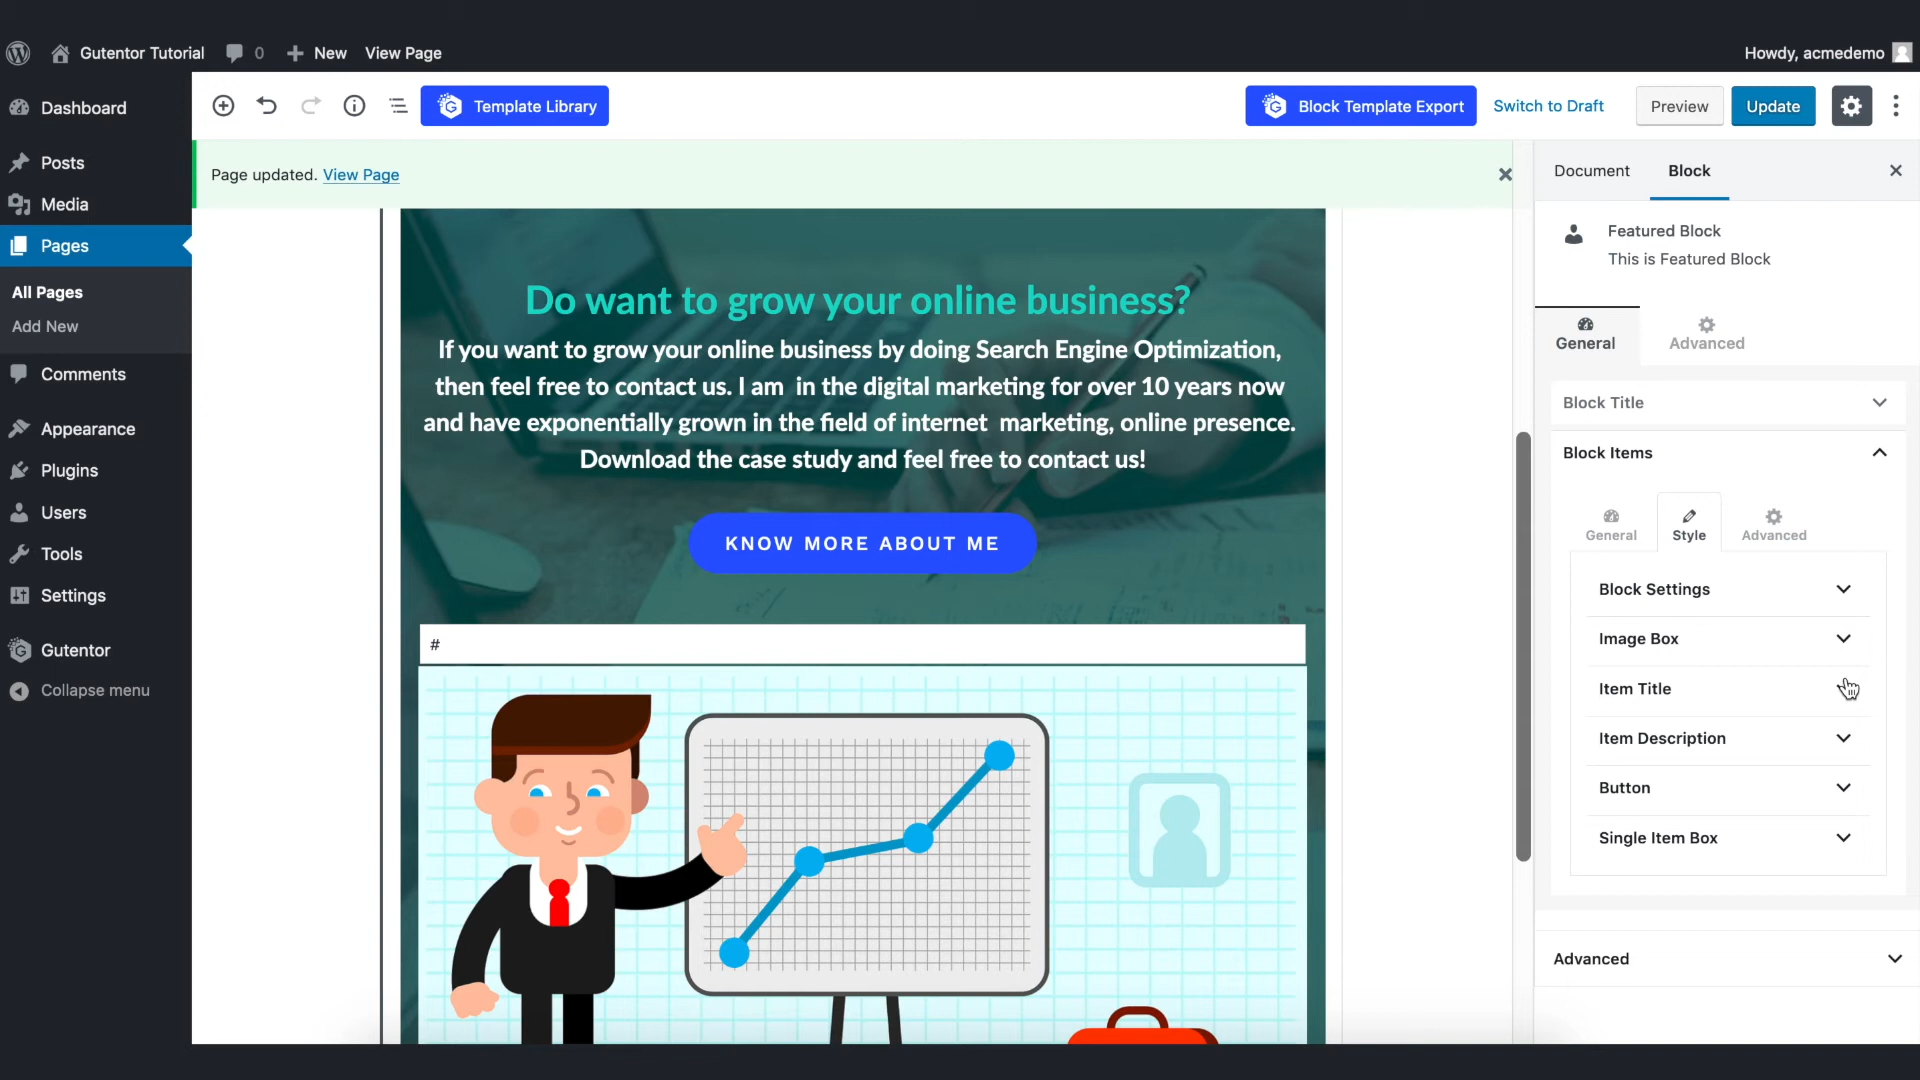 Gutentor Tutorial
0
New
View Page
Howdy, acmedemo
Dashboard
Posts
Media
Pages
All Pages
Add New
Comments
Appearance
Plugins
Users
Tools
Settings
Gutentor
Collapse menu
Template Library
Block Template Export
Switch to Draft
Preview
Update
Page updated. View Page
Do want to grow your online business?
If you want to grow your online business by doing Search Engine Optimization,
then feel free to contact us. I am in the digital marketing for over 10 years now
and have exponentially grown in the field of internet marketing, online presence.
Download the case study and feel free to contact us!
KNOW MORE ABOUT ME
#
Document
Block
Featured Block
This is Featured Block
General
Advanced
Block Title
Block Items
General
Style
Advanced
Block Settings
Image Box
Item Title
Item Description
Button
Single Item Box
Advanced